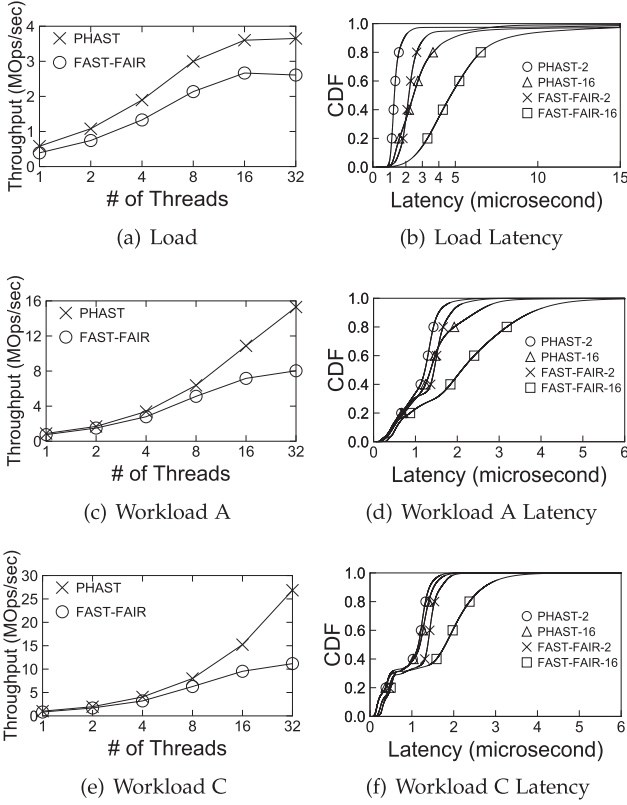 Throughput (MOps/sec)
4
3
2
1
0
PHAST
FAST-FAIR
1 2 4 8 16 32
# of Threads
(a) Load
CDF
1.0
0.8
0.6
0.4
0.2
0.0
PHAST-2
PHAST-16
FAST-FAIR-2
FAST-FAIR-16
0 1 2 3 4 5 10 15
Latency (microsecond)
(b) Load Latency
Throughput (MOps/sec)
16
12
8
4
0
PHAST
FAST-FAIR
1 2 4 8 16 32
# of Threads
(c) Workload A
CDF
1.0
0.8
0.6
0.4
0.2
0.0
PHAST-2
PHAST-16
FAST-FAIR-2
FAST-FAIR-16
0 1 2 3 4 5 6
Latency (microsecond)
(d) Workload A Latency
Throughput (MOps/sec)
30
25
20
15
10
5
0
PHAST
FAST-FAIR
1 2 4 8 16 32
# of Threads
(e) Workload C
CDF
1.0
0.8
0.6
0.4
0.2
0.0
PHAST-2
PHAST-16
FAST-FAIR-2
FAST-FAIR-16
0 1 2 3 4 5 6
Latency (microsecond)
(f) Workload C Latency